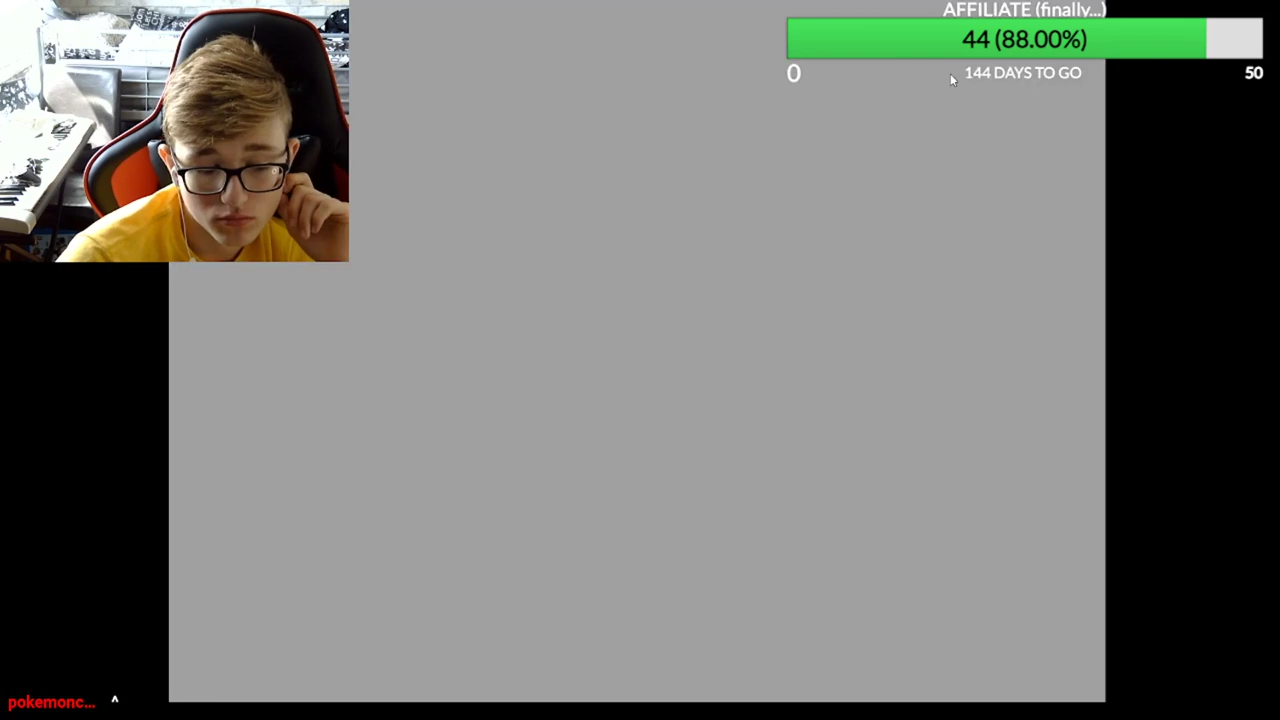 AFFILIATE (finally...)
44 (88.00%)
0
144 DAYS TO GO
50
pokemonc... ^